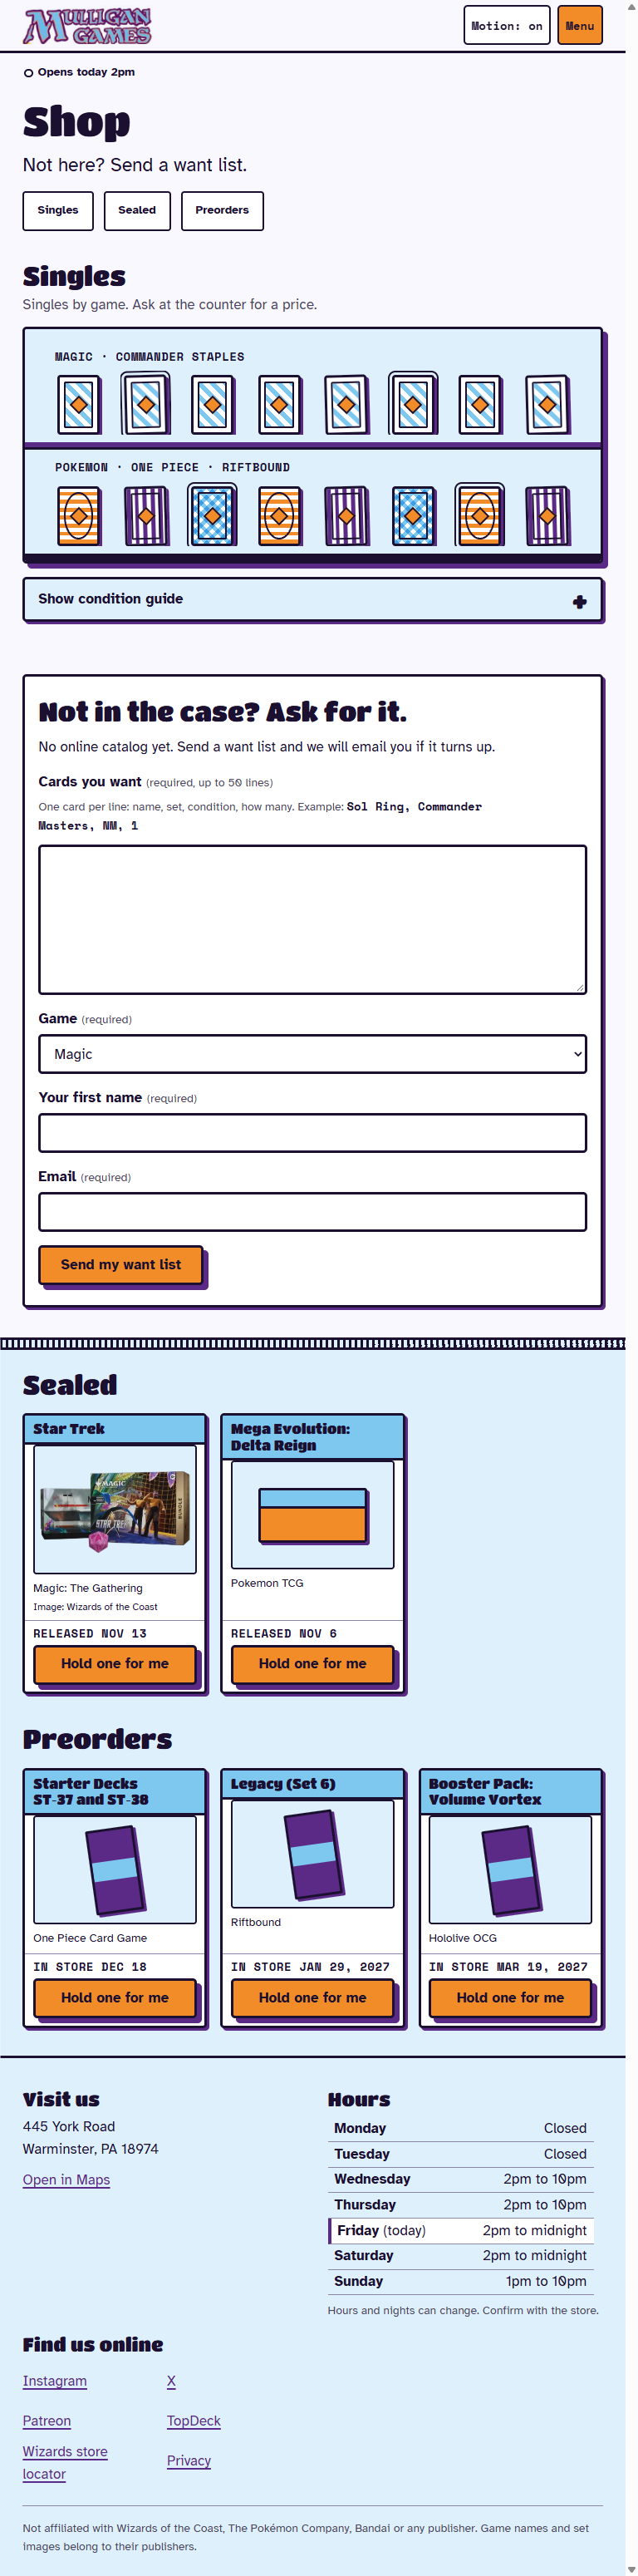 MULLIGAN
GAMES
Motion: on
Menu
Opens today 2pm
Shop
Not here? Send a want list.
Singles
Sealed
Preorders
Singles
Singles by game. Ask at the counter for a price.
MAGIC · COMMANDER STAPLES
POKEMON · ONE PIECE · RIFTBOUND
Show condition guide
Not in the case? Ask for it.
No online catalog yet. Send a want list and we will email you if it turns up.
Cards you want (required, up to 50 lines)
One card per line: name, set, condition, how many. Example: Sol Ring, Commander
Masters, NM, 1
Game (required)
Magic
Your first name (required)
Email (required)
Send my want list
Sealed
Star Trek
MAGIC
STAR TREK
BUNDLE
Magic: The Gathering
Image: Wizards of the Coast
RELEASED NOV 13
Hold one for me
Mega Evolution:
Delta Reign
Pokemon TCG
RELEASED NOV 6
Hold one for me
Preorders
Starter Decks
ST-37 and ST-38
One Piece Card Game
IN STORE DEC 18
Hold one for me
Legacy (Set 6)
Riftbound
IN STORE JAN 29, 2027
Hold one for me
Booster Pack:
Volume Vortex
Hololive OCG
IN STORE MAR 19, 2027
Hold one for me
Visit us
445 York Road
Warminster, PA 18974
Open in Maps
Hours
Monday Closed
Tuesday Closed
Wednesday 2pm to 10pm
Thursday 2pm to 10pm
Friday (today) 2pm to midnight
Saturday 2pm to midnight
Sunday 1pm to 10pm
Hours and nights can change. Confirm with the store.
Find us online
Instagram
X
Patreon
TopDeck
Wizards store
locator
Privacy
Not affiliated with Wizards of the Coast, The Pokémon Company, Bandai or any publisher. Game names and set
images belong to their publishers.